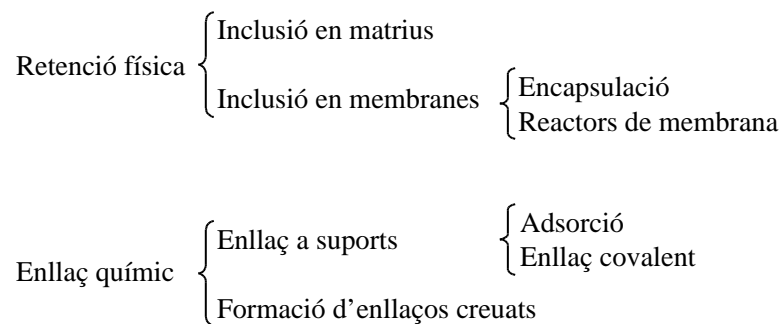 Inclusió en matrius
Retenció física
Inclusió en membranes
Encapsulació
Reactors de membrana
Enllaç a suports
Adsorció
Enllaç covalent
Enllaç químic
Formació d’enllaços creuats